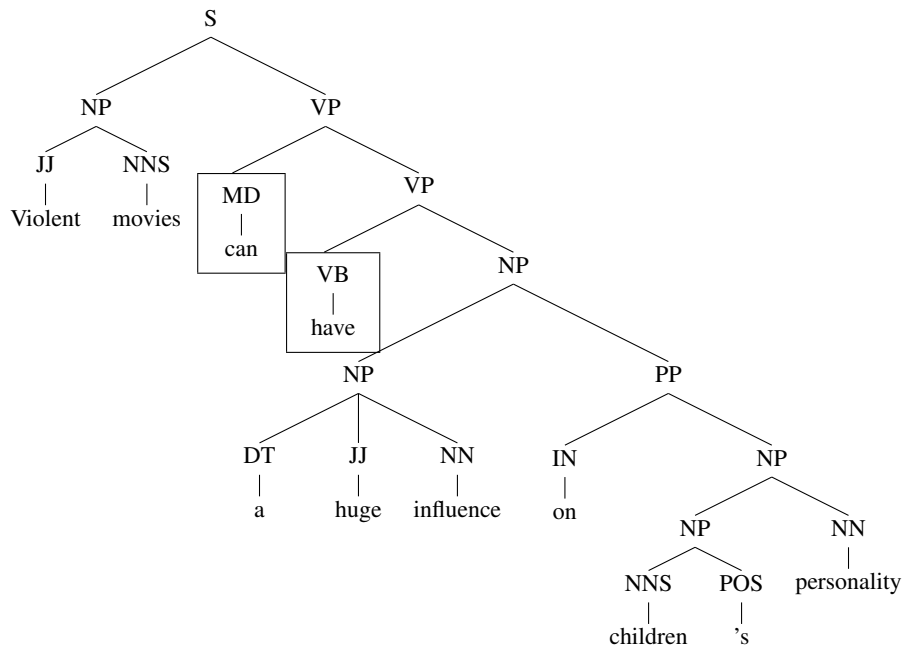 S
NP VP
JJ NNS MD VP
Violent movies can
VB NP
have
NP PP
DT JJ NN IN NP
a huge influence on
NP NN
NNS POS personality
children 's